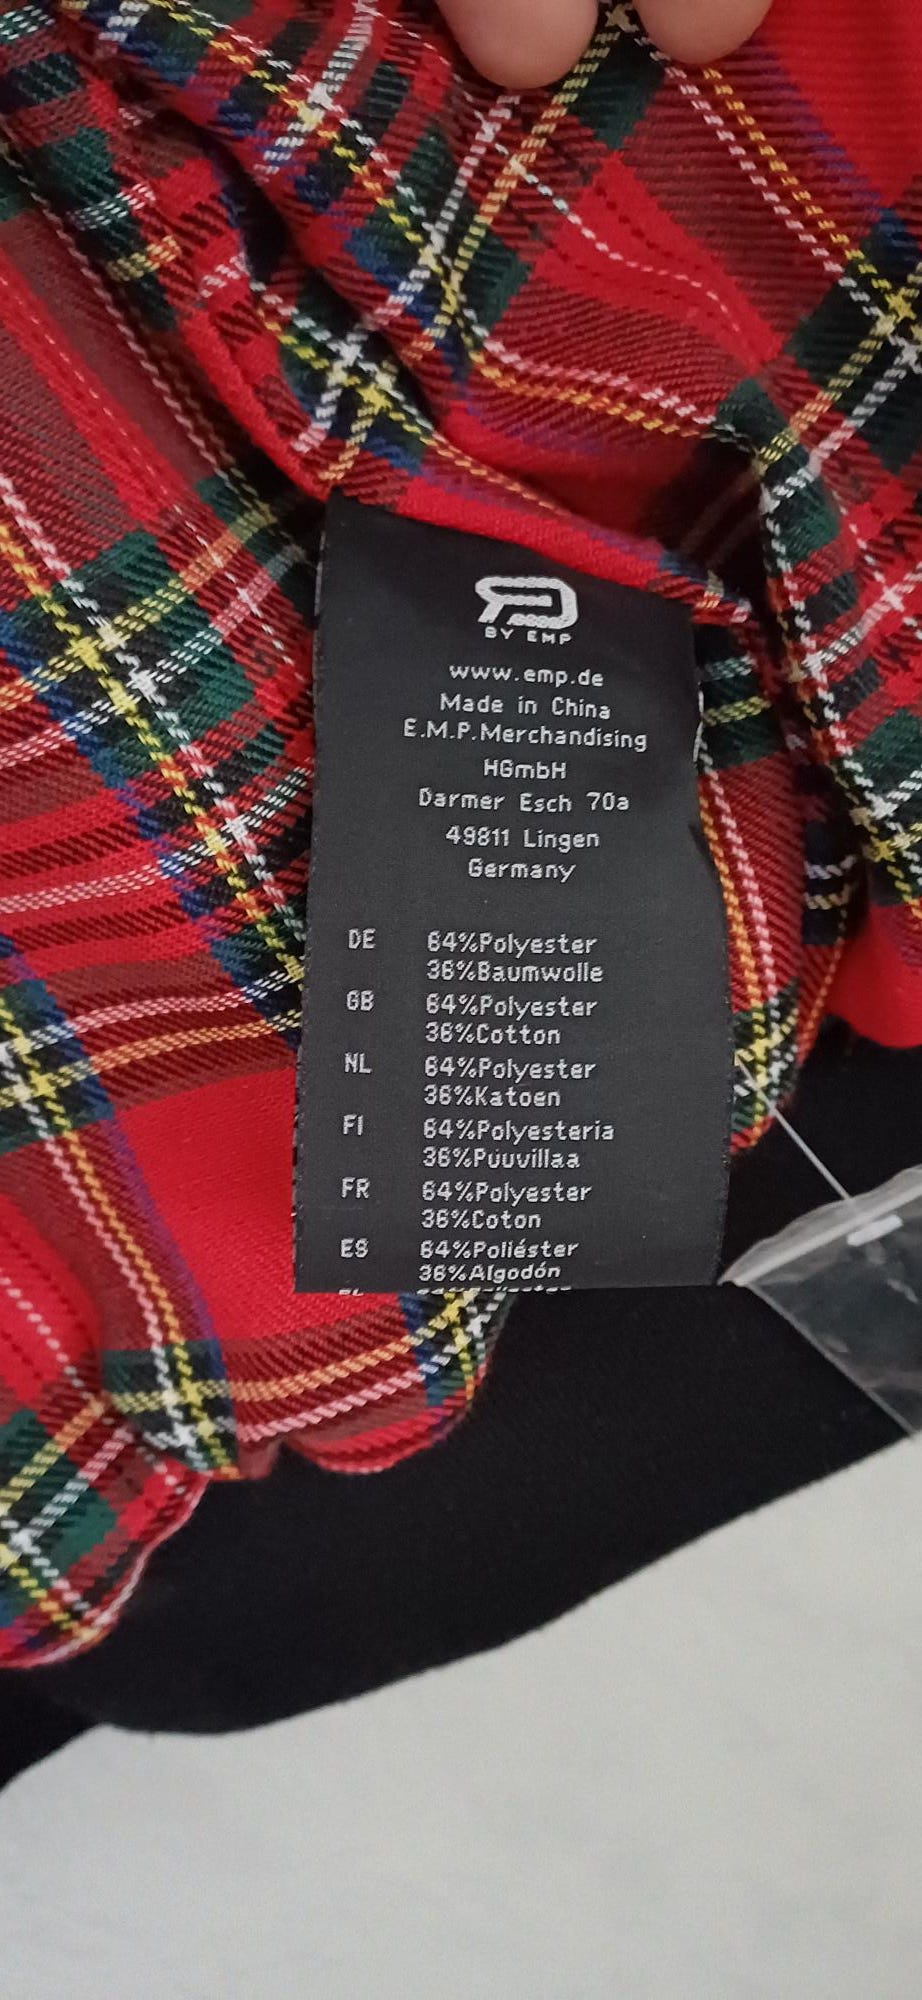 BY EMP
www.emp.de
Made in China
E.M.P.Merchandising
HGmbH
Darmer Esch 70a
49811 Lingen
Germany
DE 64%Polyester
36%Baumwolle
GB 64%Polyester
36%Cotton
NL 64%Polyester
36%Katoen
FI 64%Polyesteria
36%Puuvillaa
FR 64%Polyester
36%Coton
ES 64%Poliéster
36%Algodón